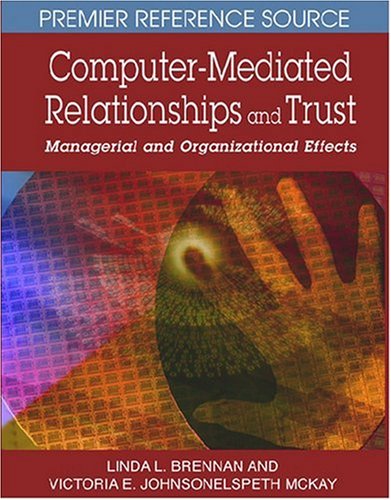 PREMIER REFERENCE SOURCE
Computer-Mediated
Relationships and Trust
Managerial and Organizational Effects
LINDA L. BRENNAN AND
VICTORIA E. JOHNSONELSPETH MCKAY